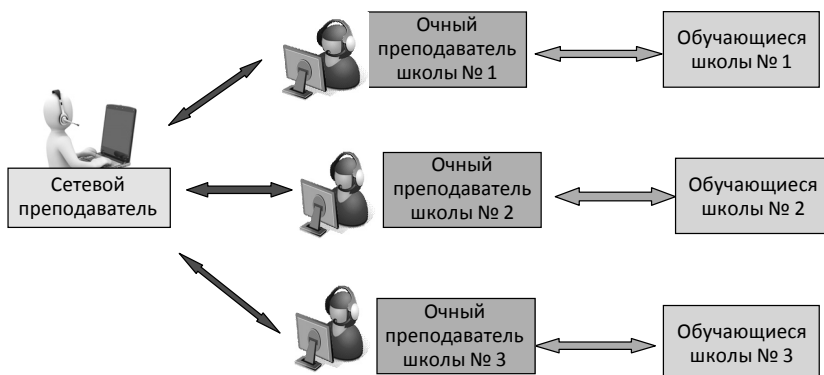 Очный
преподаватель
школы № 1
Обучающиеся
школы № 1
Сетевой
преподаватель
Очный
преподаватель
школы № 2
Обучающиеся
школы № 2
Очный
преподаватель
школы № 3
Обучающиеся
школы № 3